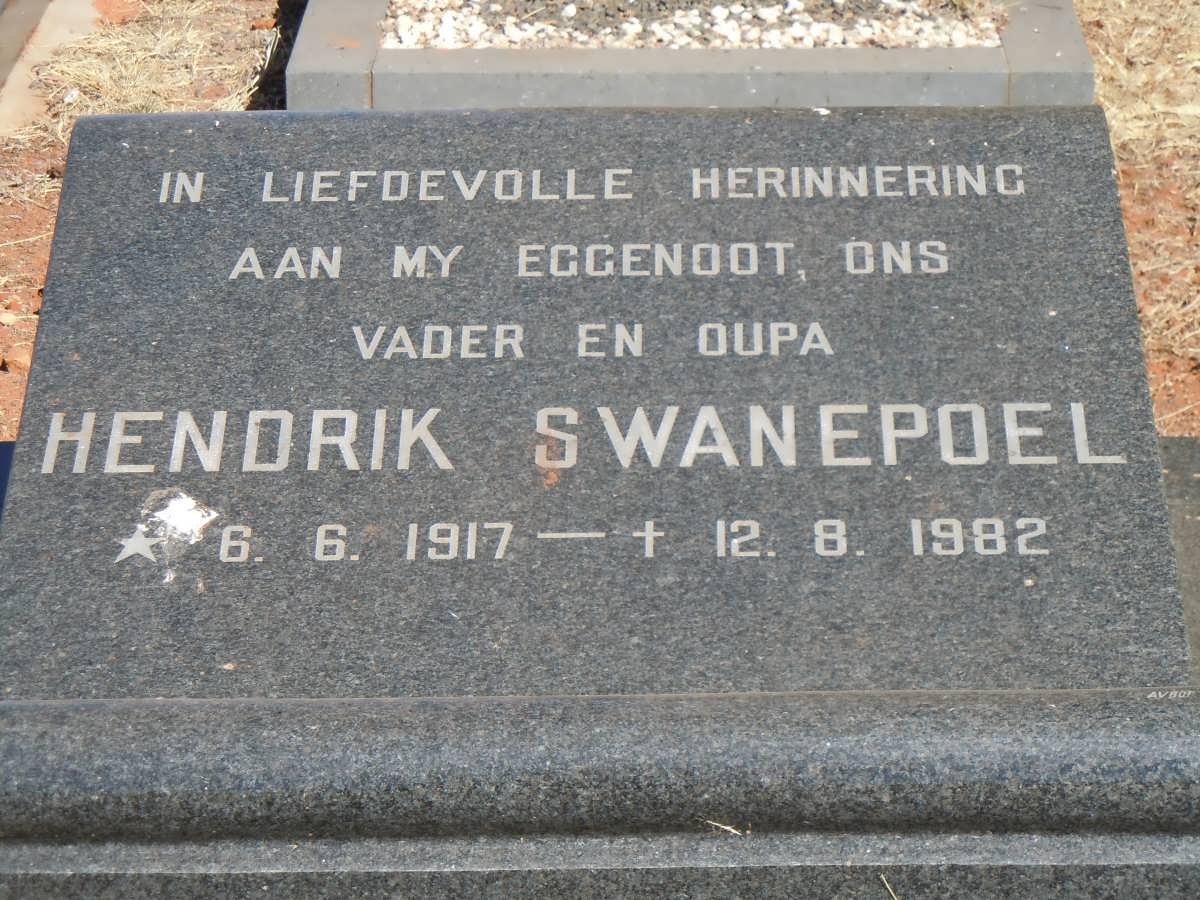 IN LIEFDEVOLLE HERINNERING
AAN MY EGGENOOT, ONS
VADER EN OUPA
HENDRIK SWANEPOEL
★ 6. 6. 1917 — † 12. 8. 1982